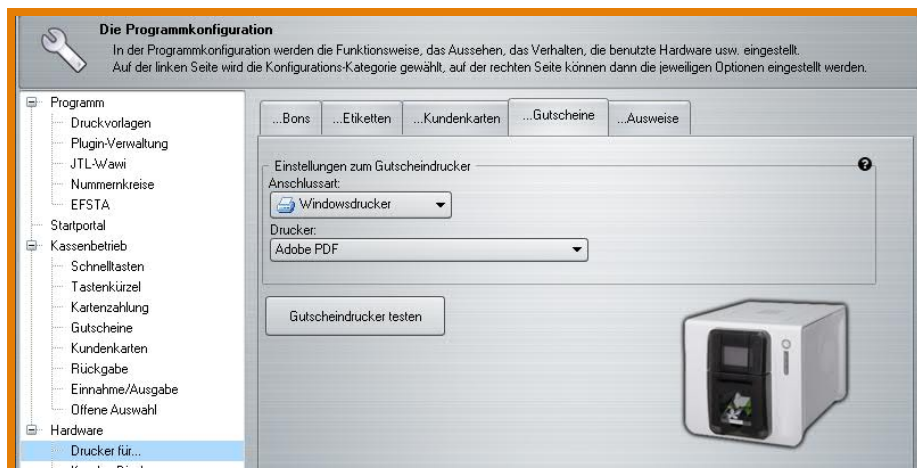 Die Programmkonfiguration
In der Programmkonfiguration werden die Funktionsweise, das Aussehen, das Verhalten, die benutzte Hardware usw. eingestellt.
Auf der linken Seite wird die Konfigurations-Kategorie gewählt, auf der rechten Seite können dann die jeweiligen Optionen eingestellt werden.
Programm
Druckvorlagen
Plugin-Verwaltung
JTL-Wawi
Nummernkreise
EFSTA
Startportal
Kassenbetrieb
Schnelltasten
Tastenkürzel
Kartenzahlung
Gutscheine
Kundenkarten
Rückgabe
Einnahme/Ausgabe
Offene Auswahl
Hardware
Drucker für...
...Bons ...Etiketten ...Kundenkarten ...Gutscheine ...Ausweise
Einstellungen zum Gutscheindrucker
Anschlussart:
Windowsdrucker
Drucker:
Adobe PDF
Gutscheindrucker testen